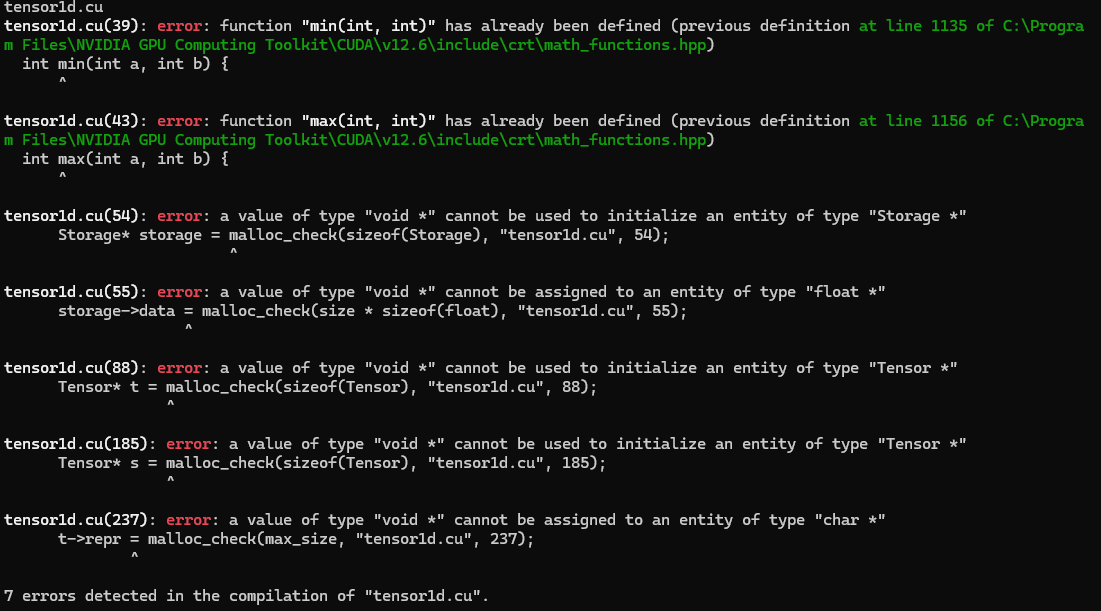 tensor1d.cu
tensor1d.cu(39): error: function "min(int, int)" has already been defined (previous definition at line 1135 of C:\Progra
m Files\NVIDIA GPU Computing Toolkit\CUDA\v12.6\include\crt\math_functions.hpp)
  int min(int a, int b) {
      ^

tensor1d.cu(43): error: function "max(int, int)" has already been defined (previous definition at line 1156 of C:\Progra
m Files\NVIDIA GPU Computing Toolkit\CUDA\v12.6\include\crt\math_functions.hpp)
  int max(int a, int b) {
      ^

tensor1d.cu(54): error: a value of type "void *" cannot be used to initialize an entity of type "Storage *"
      Storage* storage = malloc_check(sizeof(Storage), "tensor1d.cu", 54);
                         ^

tensor1d.cu(55): error: a value of type "void *" cannot be assigned to an entity of type "float *"
      storage->data = malloc_check(size * sizeof(float), "tensor1d.cu", 55);
                    ^

tensor1d.cu(88): error: a value of type "void *" cannot be used to initialize an entity of type "Tensor *"
      Tensor* t = malloc_check(sizeof(Tensor), "tensor1d.cu", 88);
                  ^

tensor1d.cu(185): error: a value of type "void *" cannot be used to initialize an entity of type "Tensor *"
      Tensor* s = malloc_check(sizeof(Tensor), "tensor1d.cu", 185);
                  ^

tensor1d.cu(237): error: a value of type "void *" cannot be assigned to an entity of type "char *"
      t->repr = malloc_check(max_size, "tensor1d.cu", 237);
              ^

7 errors detected in the compilation of "tensor1d.cu".